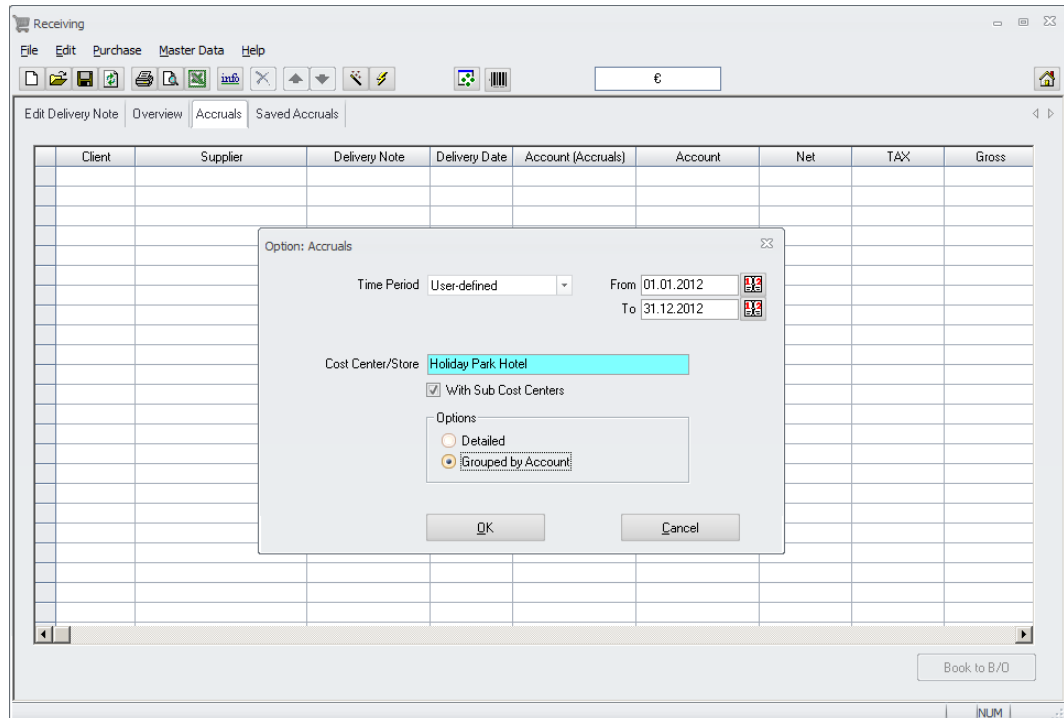 Receiving
File Edit Purchase Master Data Help
info €
Edit Delivery Note Overview Accruals Saved Accruals
Client Supplier Delivery Note Delivery Date Account (Accruals) Account Net TAX Gross
Option: Accruals
Time Period User-defined From 01.01.2012
To 31.12.2012
Cost Center/Store Holiday Park Hotel
With Sub Cost Centers
Options
Detailed
Grouped by Account
OK Cancel
Book to B/O
NUM